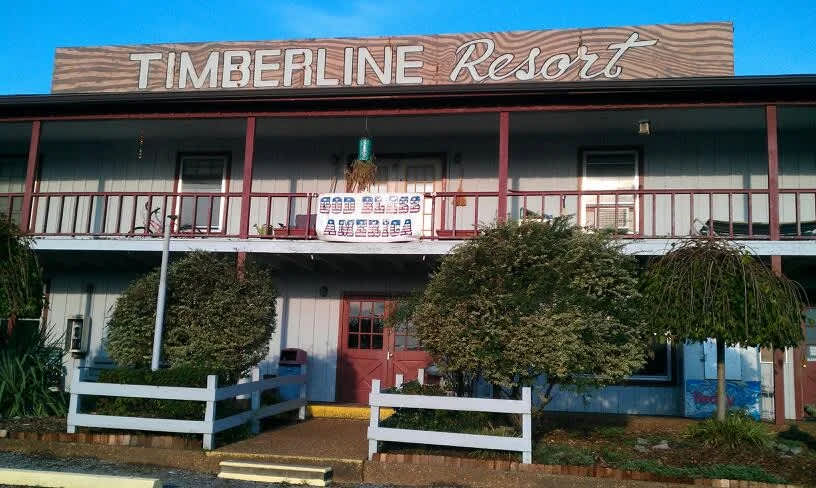 TIMBERLINE Resort
GOD BLESS
AMERICA